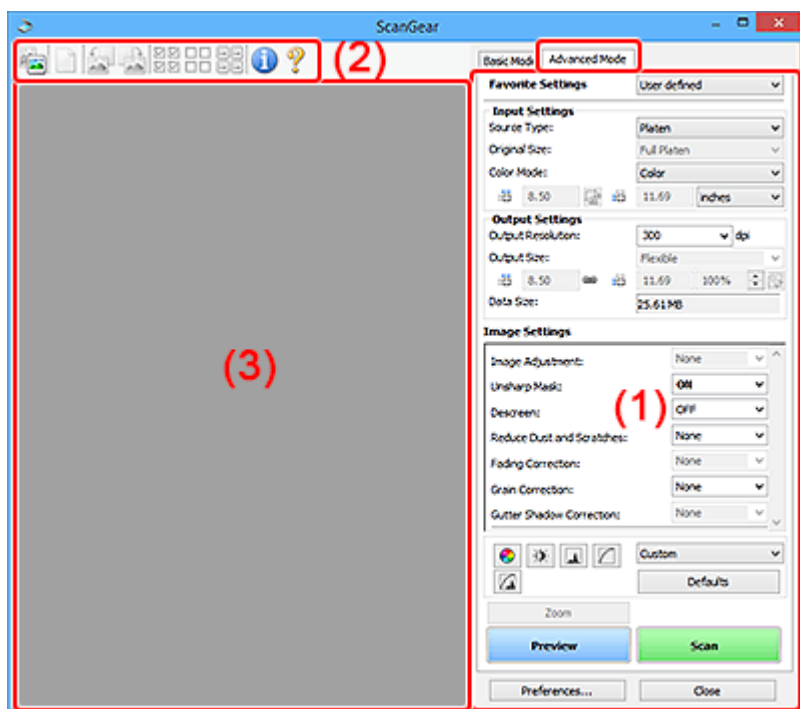 ScanGear
(2)
Basic Mode Advanced Mode
Favorite Settings User defined
Input Settings
Source Type: Platen
Original Size: Full Platen
Color Mode: Color
8.50 11.69 inches
Output Settings
Output Resolution: 300 dpi
Output Size: Flexible
8.50 11.69 100%
Data Size: 25.61MB
Image Settings
(3)
(1)
Image Adjustment: None
Unsharp Mask: ON
Descreen: OFF
Reduce Dust and Scratches: None
Fading Correction: None
Grain Correction: None
Gutter Shadow Correction: None
Custom
Defaults
Zoom
Preview Scan
Preferences... Close